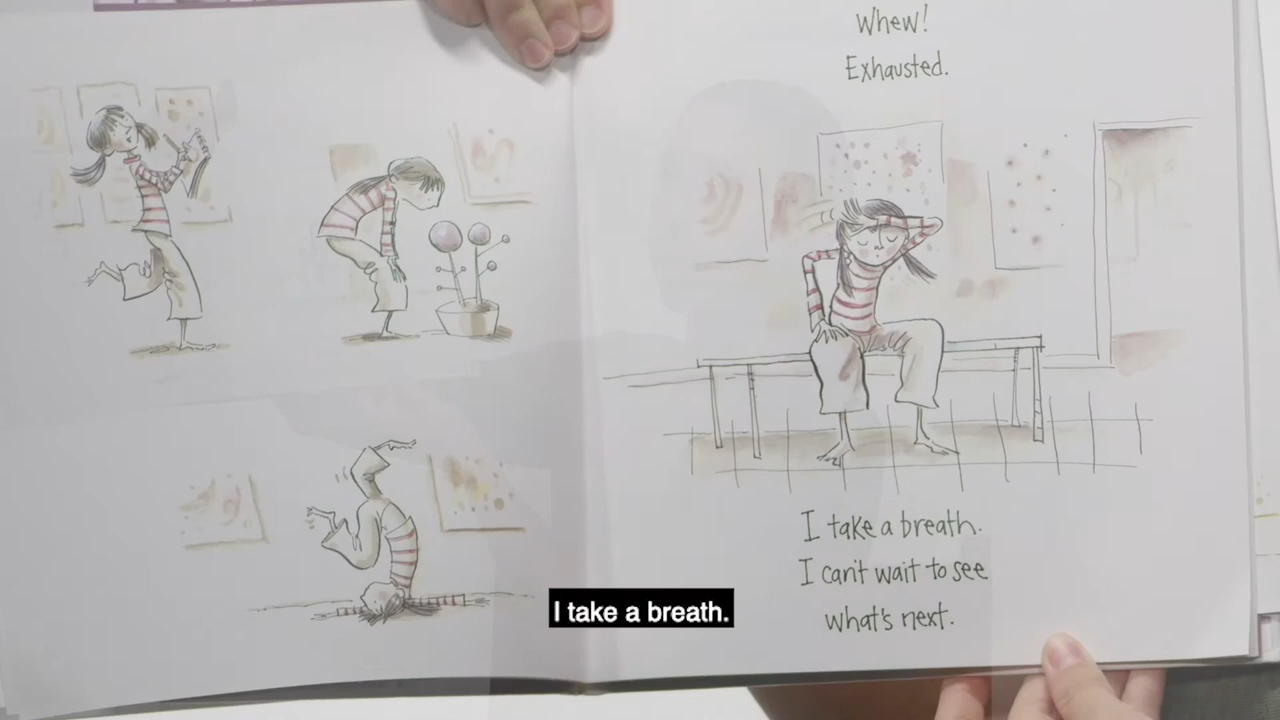 Whew!
Exhausted.
I take a breath.
I can't wait to see
what's next.
I take a breath.